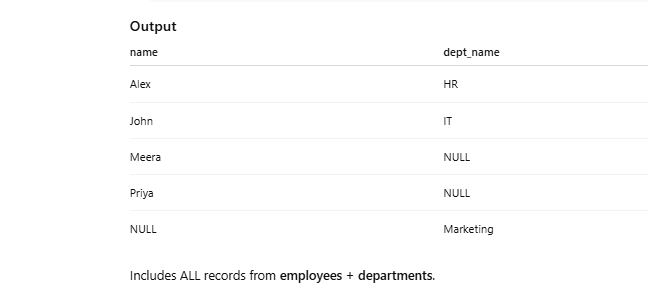 Output
name dept_name
Alex HR
John IT
Meera NULL
Priya NULL
NULL Marketing
Includes ALL records from employees + departments.